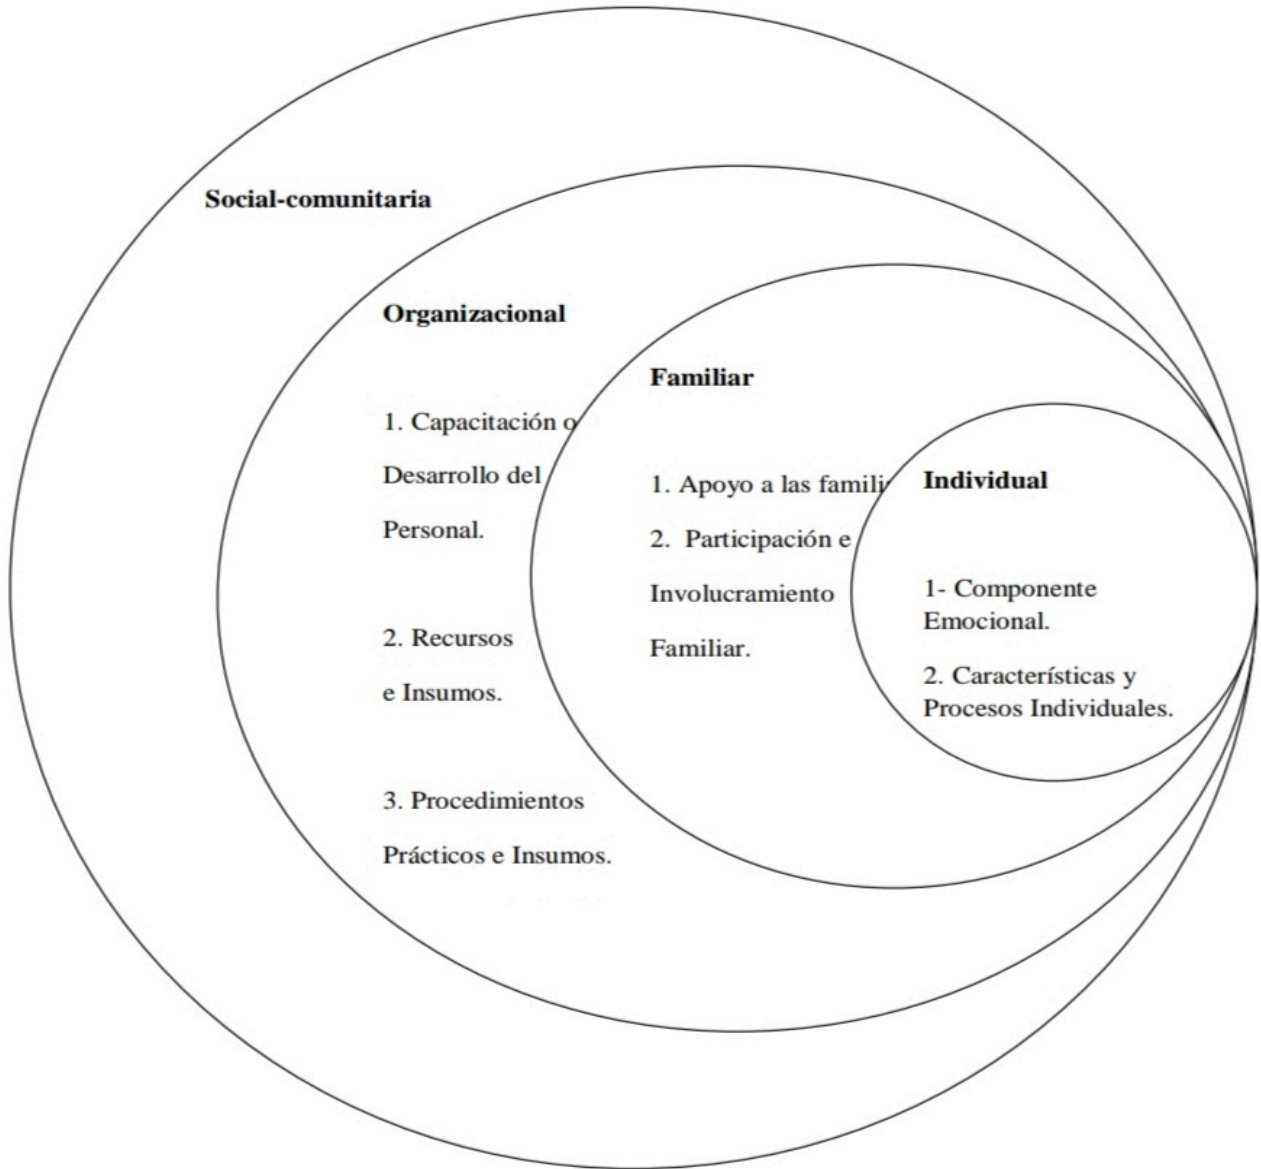 Social-comunitaria
Organizacional
1. Capacitación o
Desarrollo del
Personal.
2. Recursos
e Insumos.
3. Procedimientos
Prácticos e Insumos.
Familiar
1. Apoyo a las famili
2. Participación e
Involucramiento
Familiar.
Individual
1- Componente
Emocional.
2. Características y
Procesos Individuales.